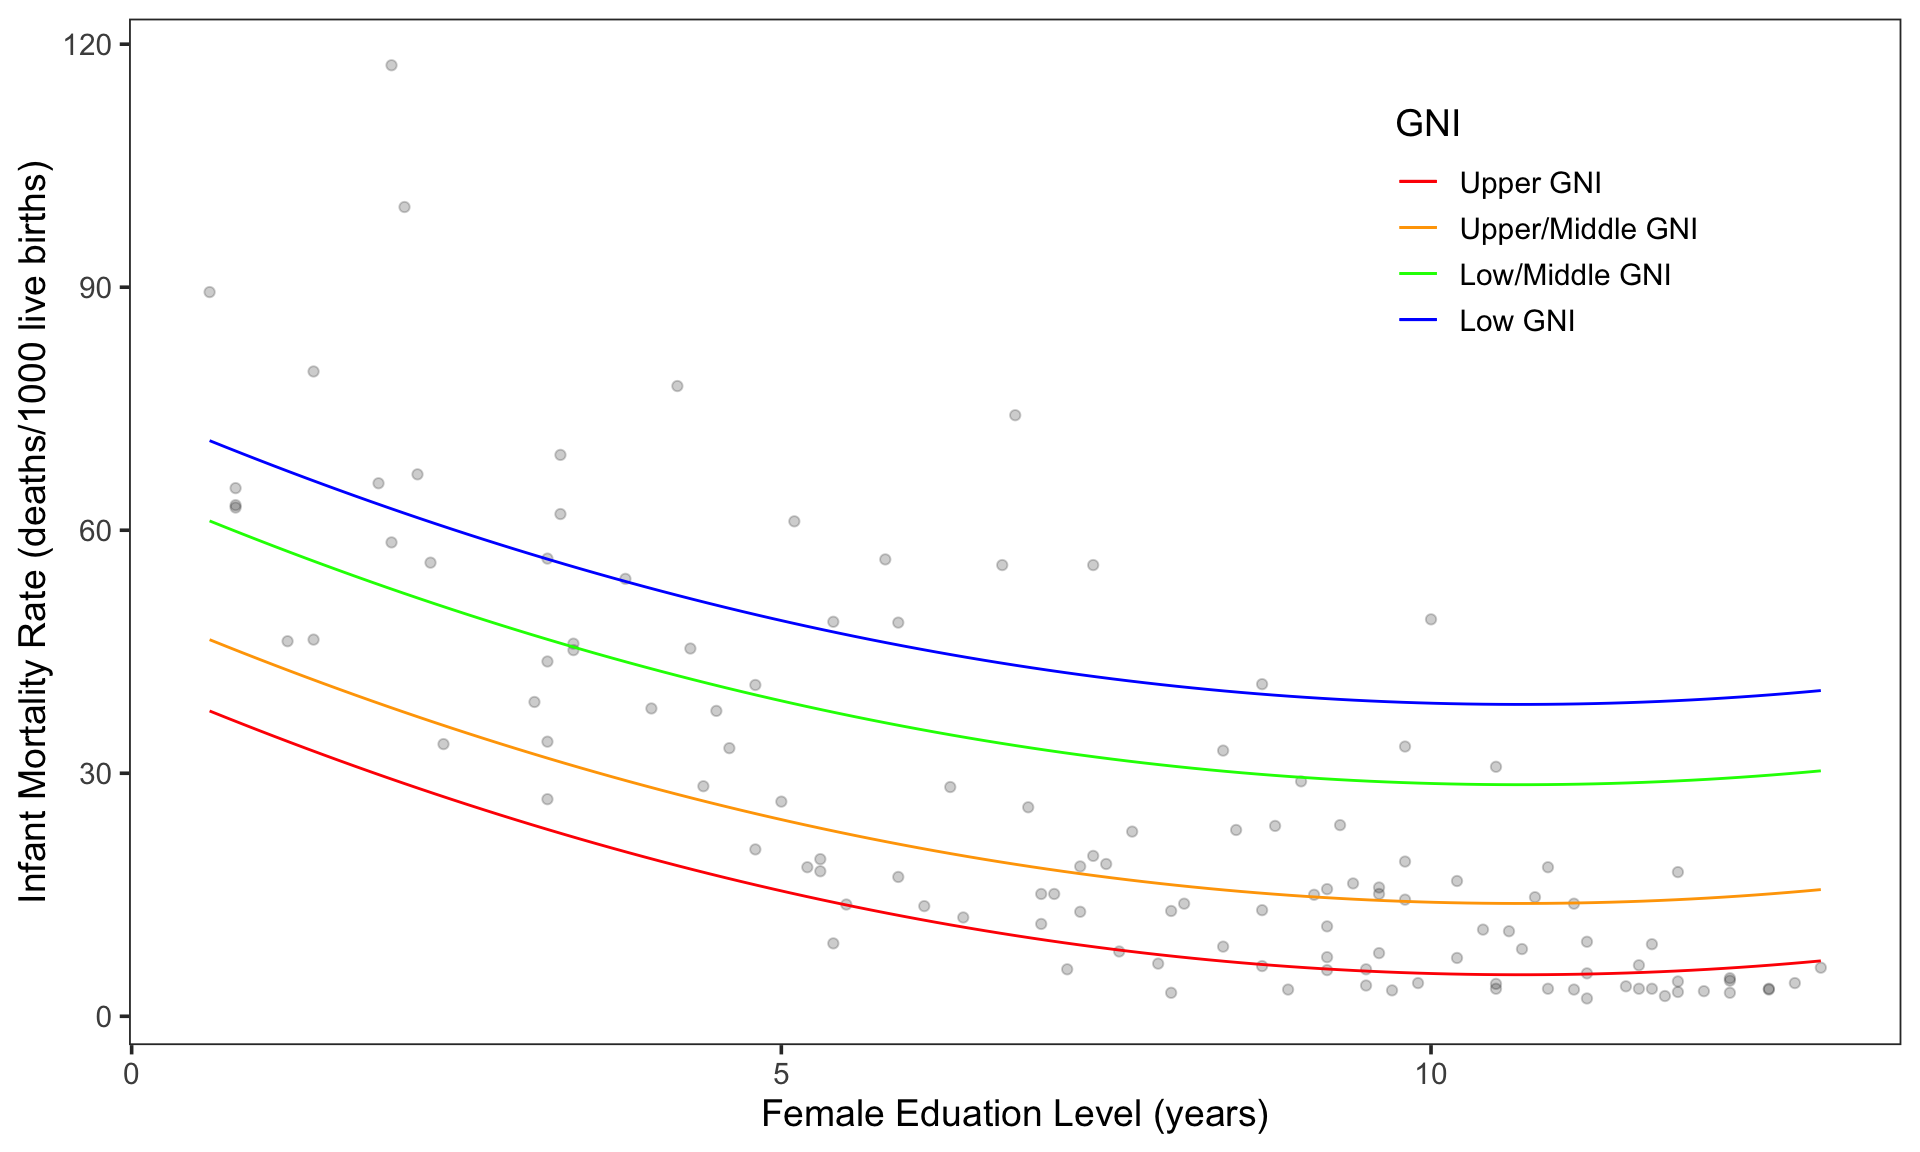 120
90
60
30
0
0
5
10
Infant Mortality Rate (deaths/1000 live births)
Female Eduation Level (years)
GNI
Upper GNI
Upper/Middle GNI
Low/Middle GNI
Low GNI